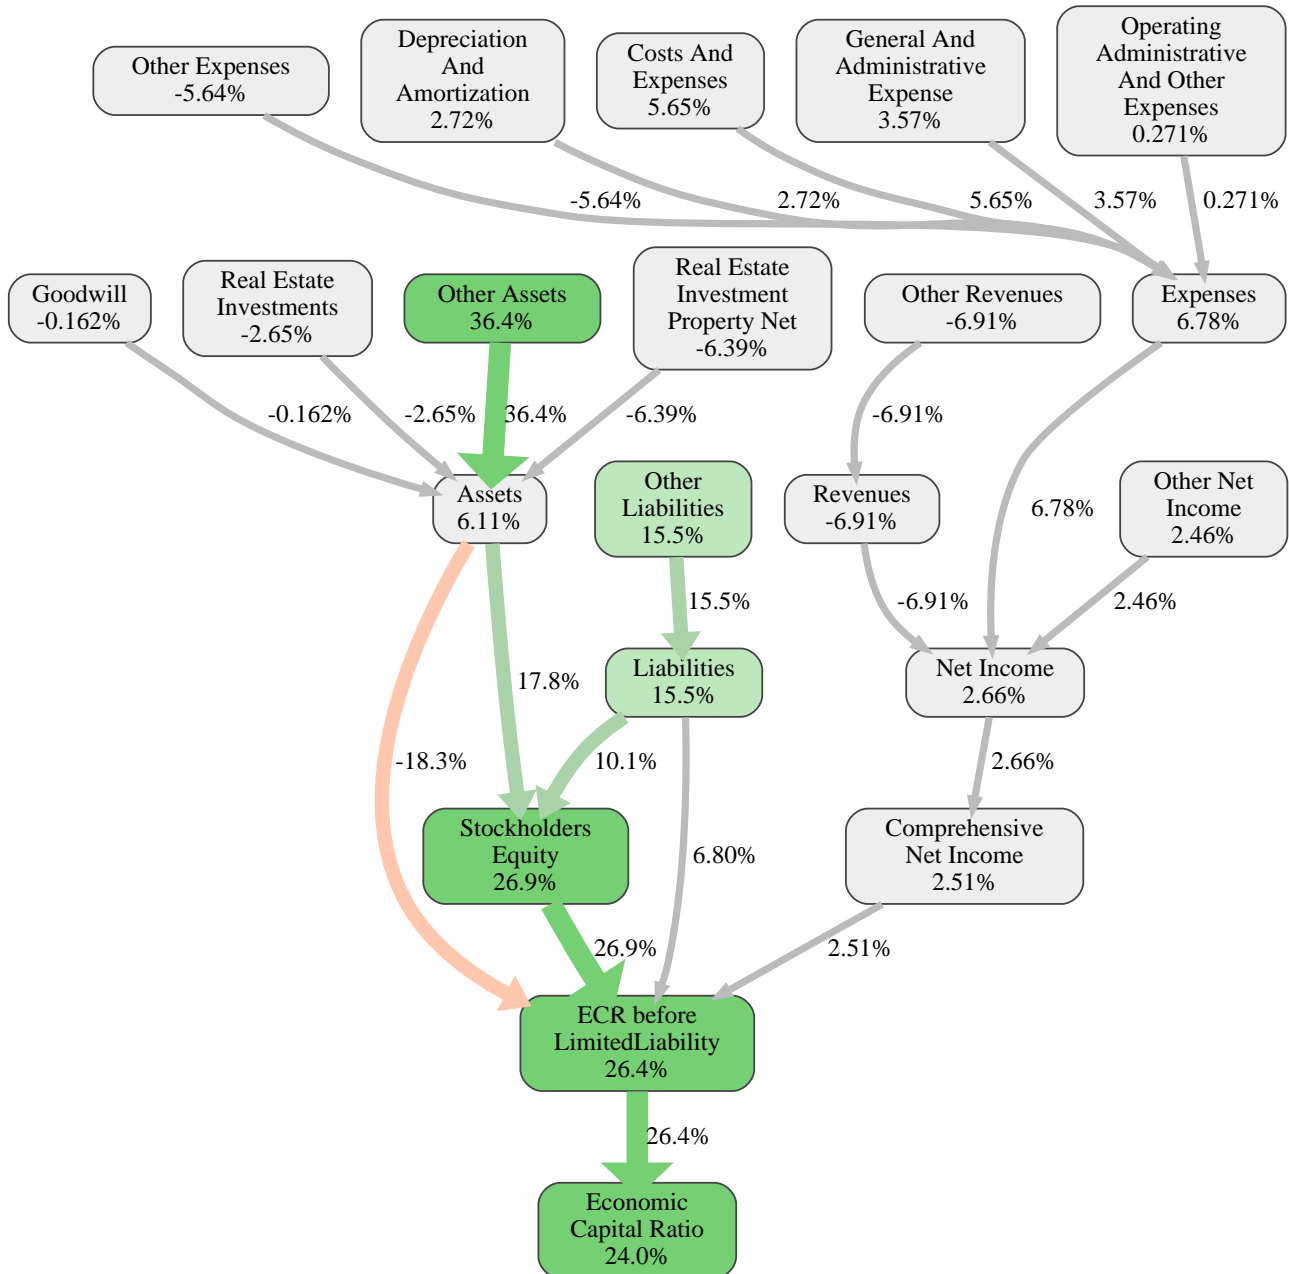 Other Expenses
-5.64%
Depreciation
And
Amortization
2.72%
Costs And
Expenses
5.65%
General And
Administrative
Expense
3.57%
Operating
Administrative
And Other
Expenses
0.271%
-5.64%
2.72%
5.65%
3.57%
0.271%
Goodwill
-0.162%
Real Estate
Investments
-2.65%
Other Assets
36.4%
Real Estate
Investment
Property Net
-6.39%
Other Revenues
-6.91%
Expenses
6.78%
-0.162%
-2.65%
36.4%
-6.39%
-6.91%
Assets
6.11%
Other
Liabilities
15.5%
Revenues
-6.91%
6.78%
Other Net
Income
2.46%
15.5%
-6.91%
2.46%
Liabilities
15.5%
Net Income
2.66%
17.8%
-18.3%
10.1%
2.66%
Stockholders
Equity
26.9%
6.80%
Comprehensive
Net Income
2.51%
26.9%
2.51%
ECR before
LimitedLiability
26.4%
26.4%
Economic
Capital Ratio
24.0%